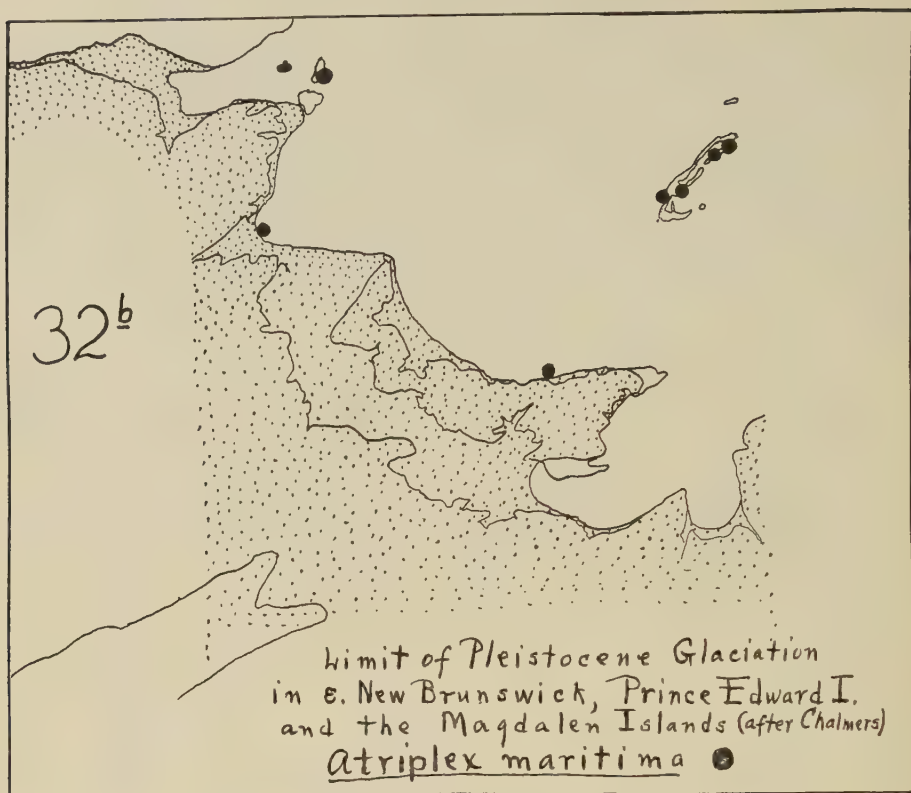 32b
Limit of Pleistocene Glaciation
in E. New Brunswick, Prince Edward I.
and the Magdalen Islands (after Chalmers)
Atriplex maritima